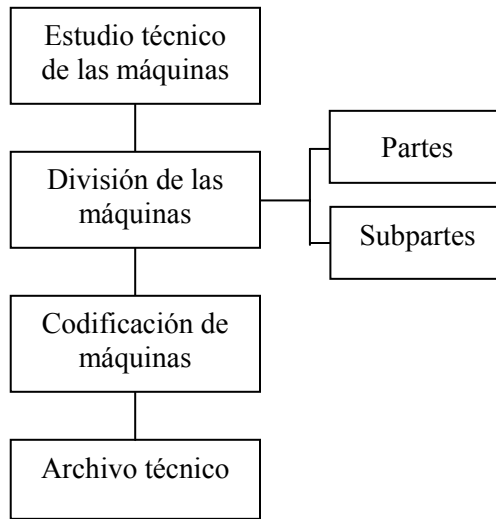 Estudio técnico
de las máquinas
División de las
máquinas
Partes
Subpartes
Codificación de
máquinas
Archivo técnico